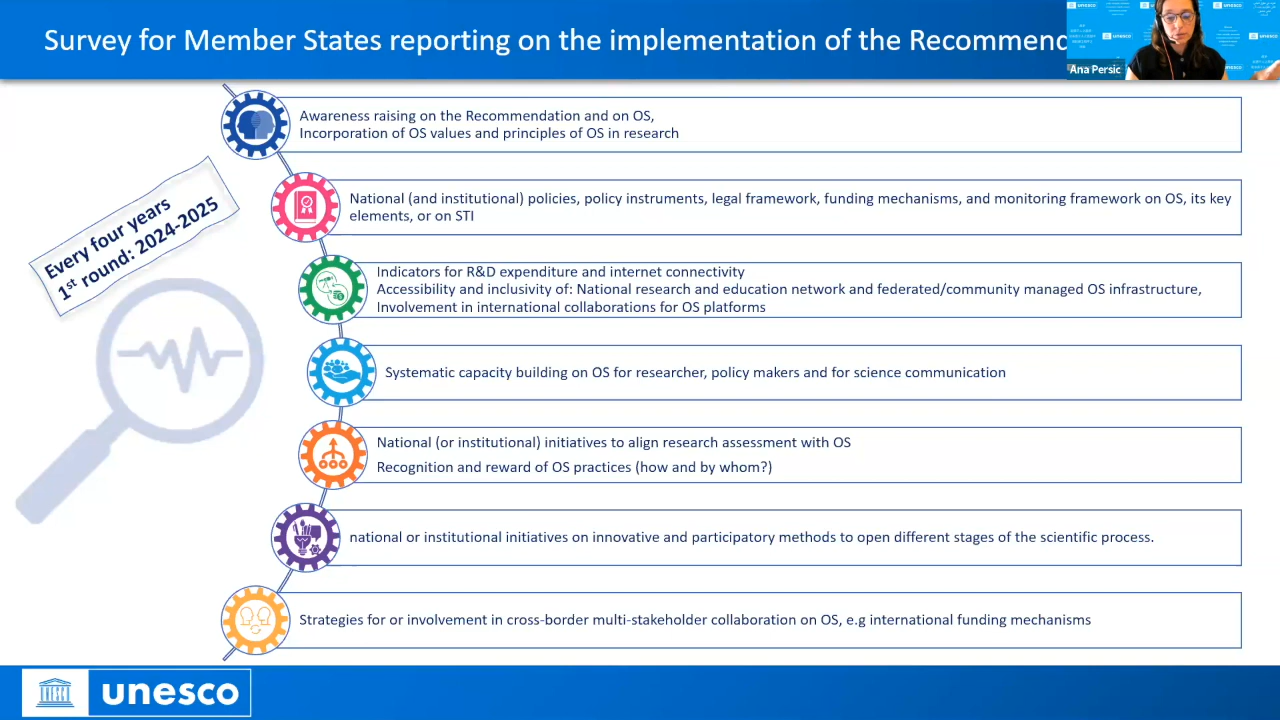 Survey for Member States reporting on the implementation of the Recommend
unesco
Ana Persic
Awareness raising on the Recommendation and on OS,
Incorporation of OS values and principles of OS in research
Every four years
1st round: 2024-2025
National (and institutional) policies, policy instruments, legal framework, funding mechanisms, and monitoring framework on OS, its key
elements, or on STI
Indicators for R&D expenditure and internet connectivity
Accessibility and inclusivity of: National research and education network and federated/community managed OS infrastructure,
Involvement in international collaborations for OS platforms
Systematic capacity building on OS for researcher, policy makers and for science communication
National (or institutional) initiatives to align research assessment with OS
Recognition and reward of OS practices (how and by whom?)
national or institutional initiatives on innovative and participatory methods to open different stages of the scientific process.
Strategies for or involvement in cross-border multi-stakeholder collaboration on OS, e.g international funding mechanisms
unesco